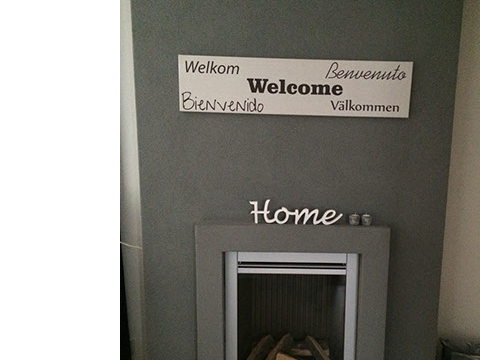 Welkom Benvenuto
Welcome
Bienvenido Välkommen
Home